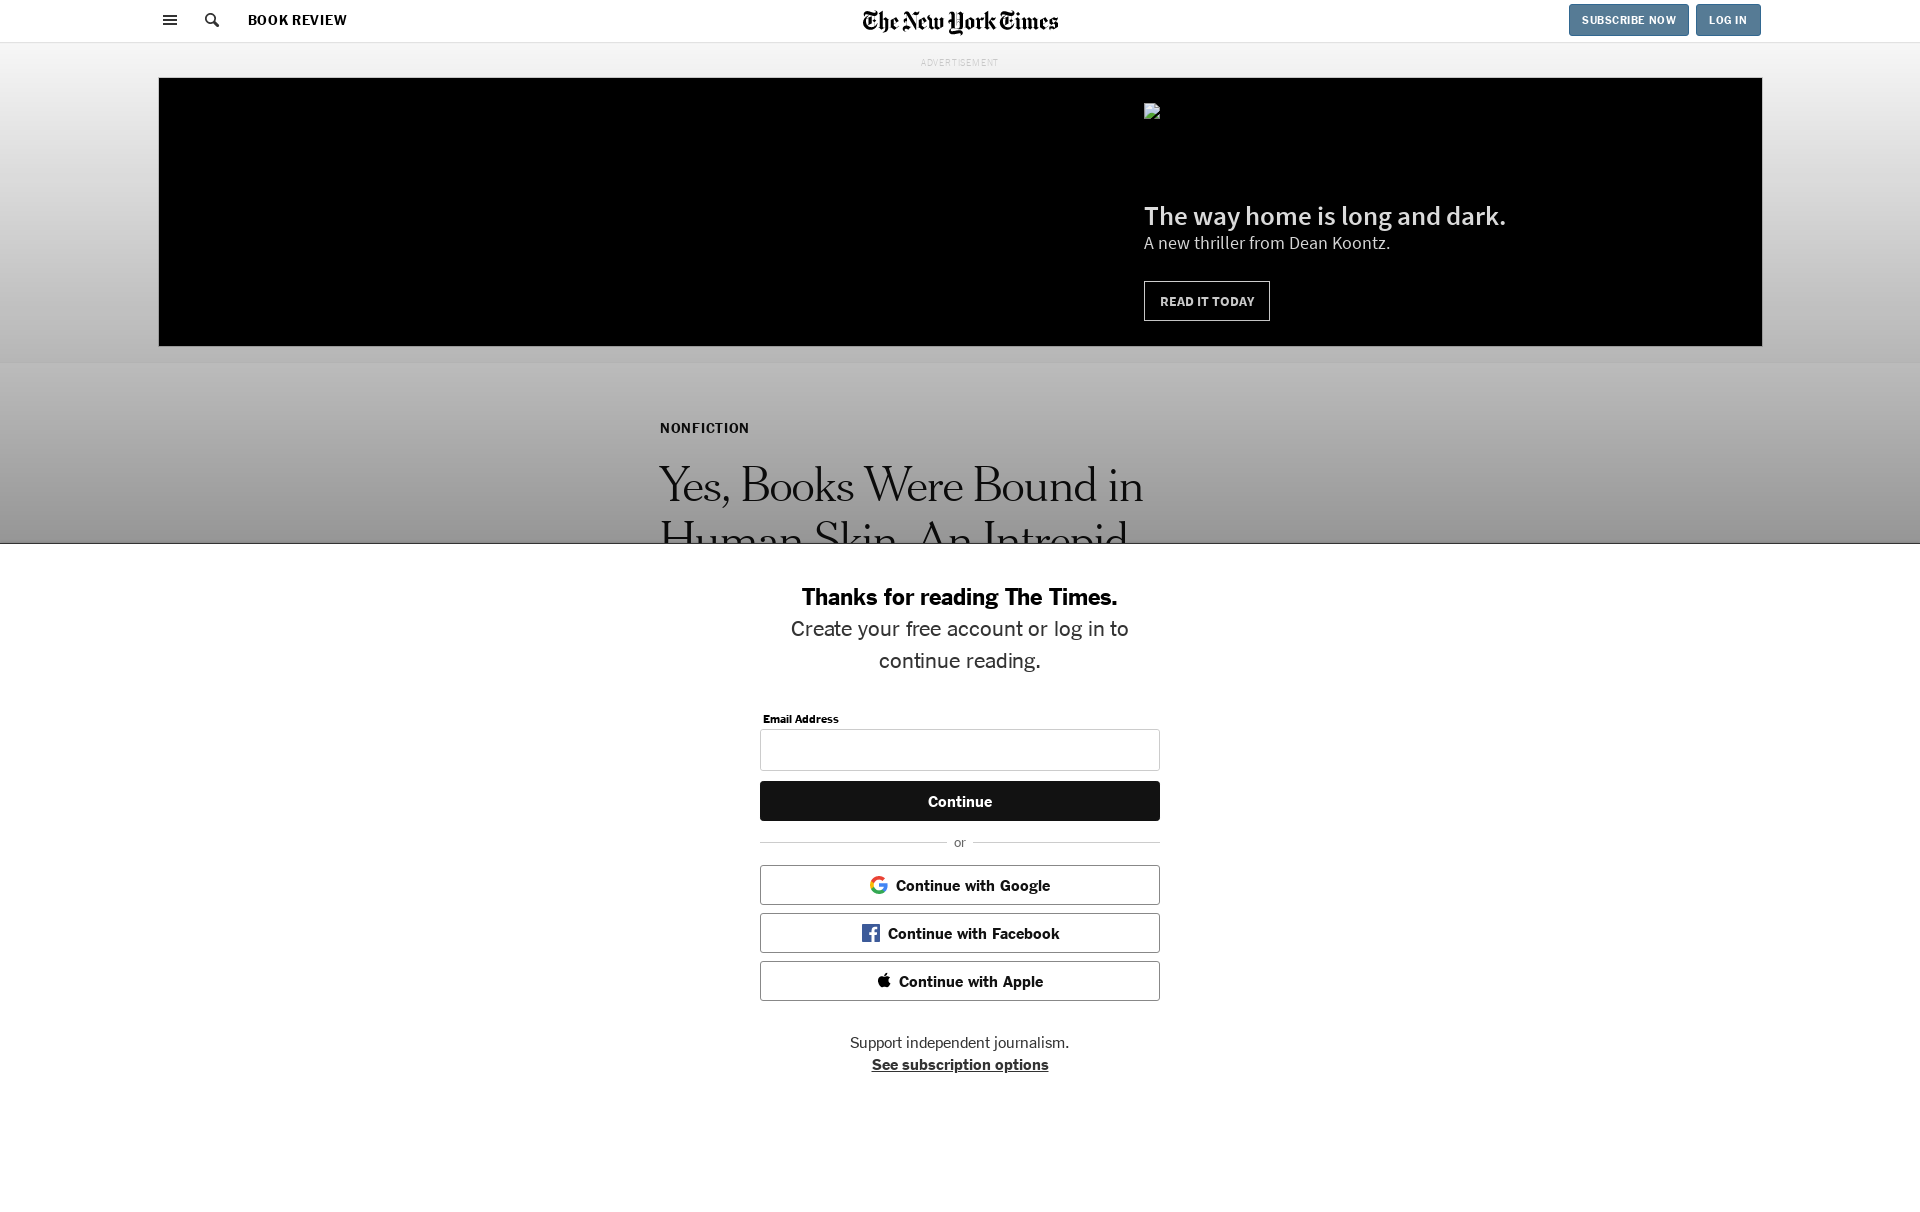 BOOK REVIEW
The New York Times
SUBSCRIBE NOW
LOG IN
ADVERTISEMENT
The way home is long and dark.
A new thriller from Dean Koontz.
READ IT TODAY
NONFICTION
Yes, Books Were Bound in
Human Skin. An Intrepid
Thanks for reading The Times.
Create your free account or log in to
continue reading.
Email Address
Continue
or
Continue with Google
Continue with Facebook
Continue with Apple
Support independent journalism.
See subscription options